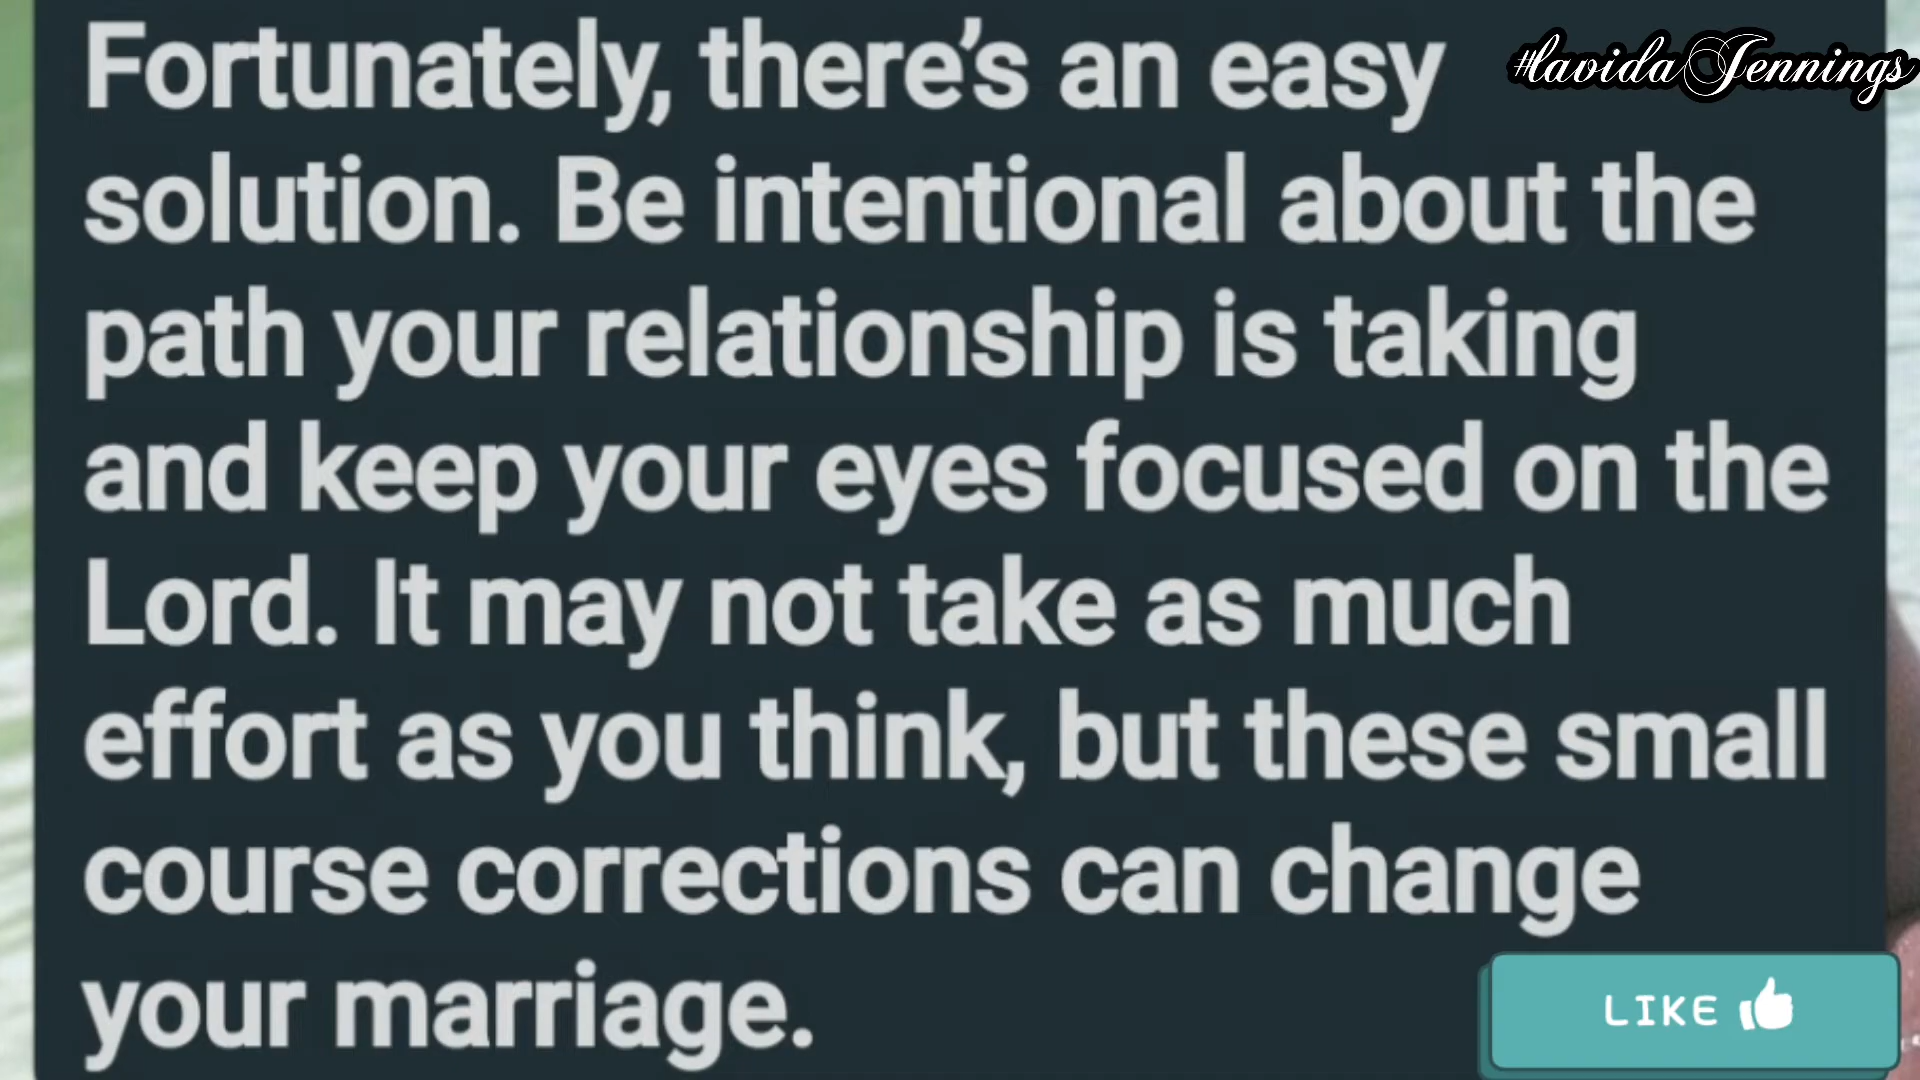 Fortunately, there’s an easy
solution. Be intentional about the
path your relationship is taking
and keep your eyes focused on the
Lord. It may not take as much
effort as you think, but these small
course corrections can change
your marriage.
#lavida Jennings
LIKE